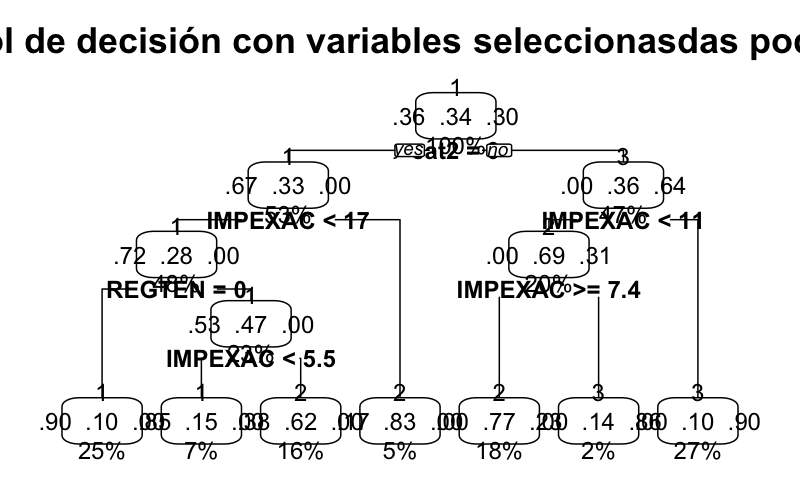 ol de decisión con variables seleccionasdas poc
1
.36 .34 .30
100%
yes no
1
.67 .33 .00
53%
3
.00 .36 .64
47%
IMPEXAC < 17
IMPEXAC < 11
1
.72 .28 .00
48%
2
.00 .69 .31
20%
REGTEN = 0
IMPEXAC >= 7.4
1
.53 .47 .00
23%
IMPEXAC < 5.5
1
.90 .10 .00
25%
1
.85 .15 .00
7%
2
.38 .62 .00
16%
2
.17 .83 .00
5%
2
.00 .77 .23
18%
3
.00 .14 .86
2%
3
.00 .10 .90
27%